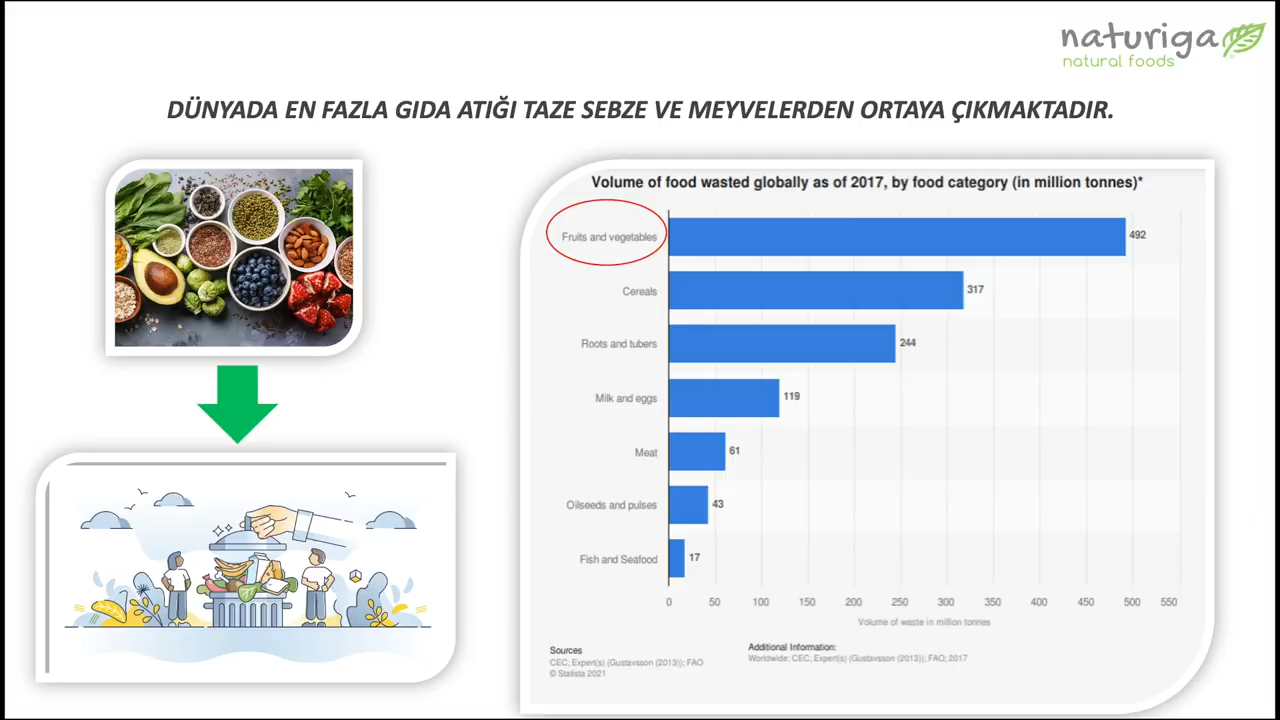 naturiga
natural foods
DÜNYADA EN FAZLA GIDA ATIĞI TAZE SEBZE VE MEYVELERDEN ORTAYA ÇIKMAKTADIR.
Volume of food wasted globally as of 2017, by food category (in million tonnes)*
Fruits and vegetables 492
Cereals 317
Roots and tubers 244
Milk and eggs 119
Meat 61
Oilseeds and pulses 43
Fish and Seafood 17
0 50 100 150 200 250 300 350 400 450 500 550
Volume of waste in million tonnes
Sources
CEC; Expert(s) (Gustavsson (2013)); FAO
© Statista 2021
Additional Information:
Worldwide; CEC; Expert(s) (Gustavsson (2013)); FAO; 2017